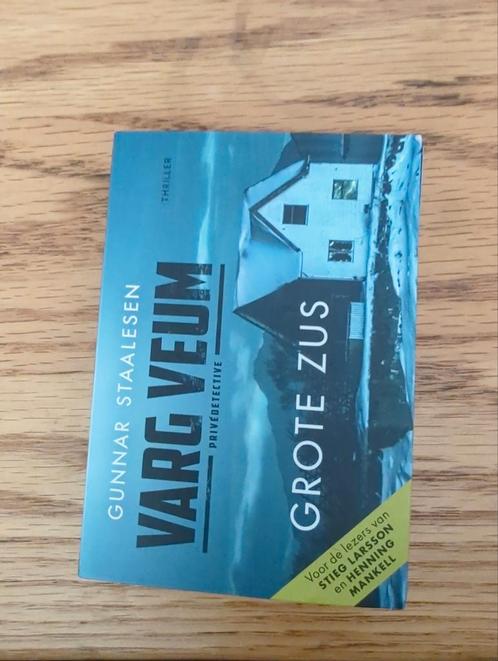 THRILLER
GUNNAR STAALESEN
VARG VEUM
PRIVÉDETECTIVE
GROTE ZUS
Voor de lezers van
STIEG LARSSON
en HENNING
MANKELL